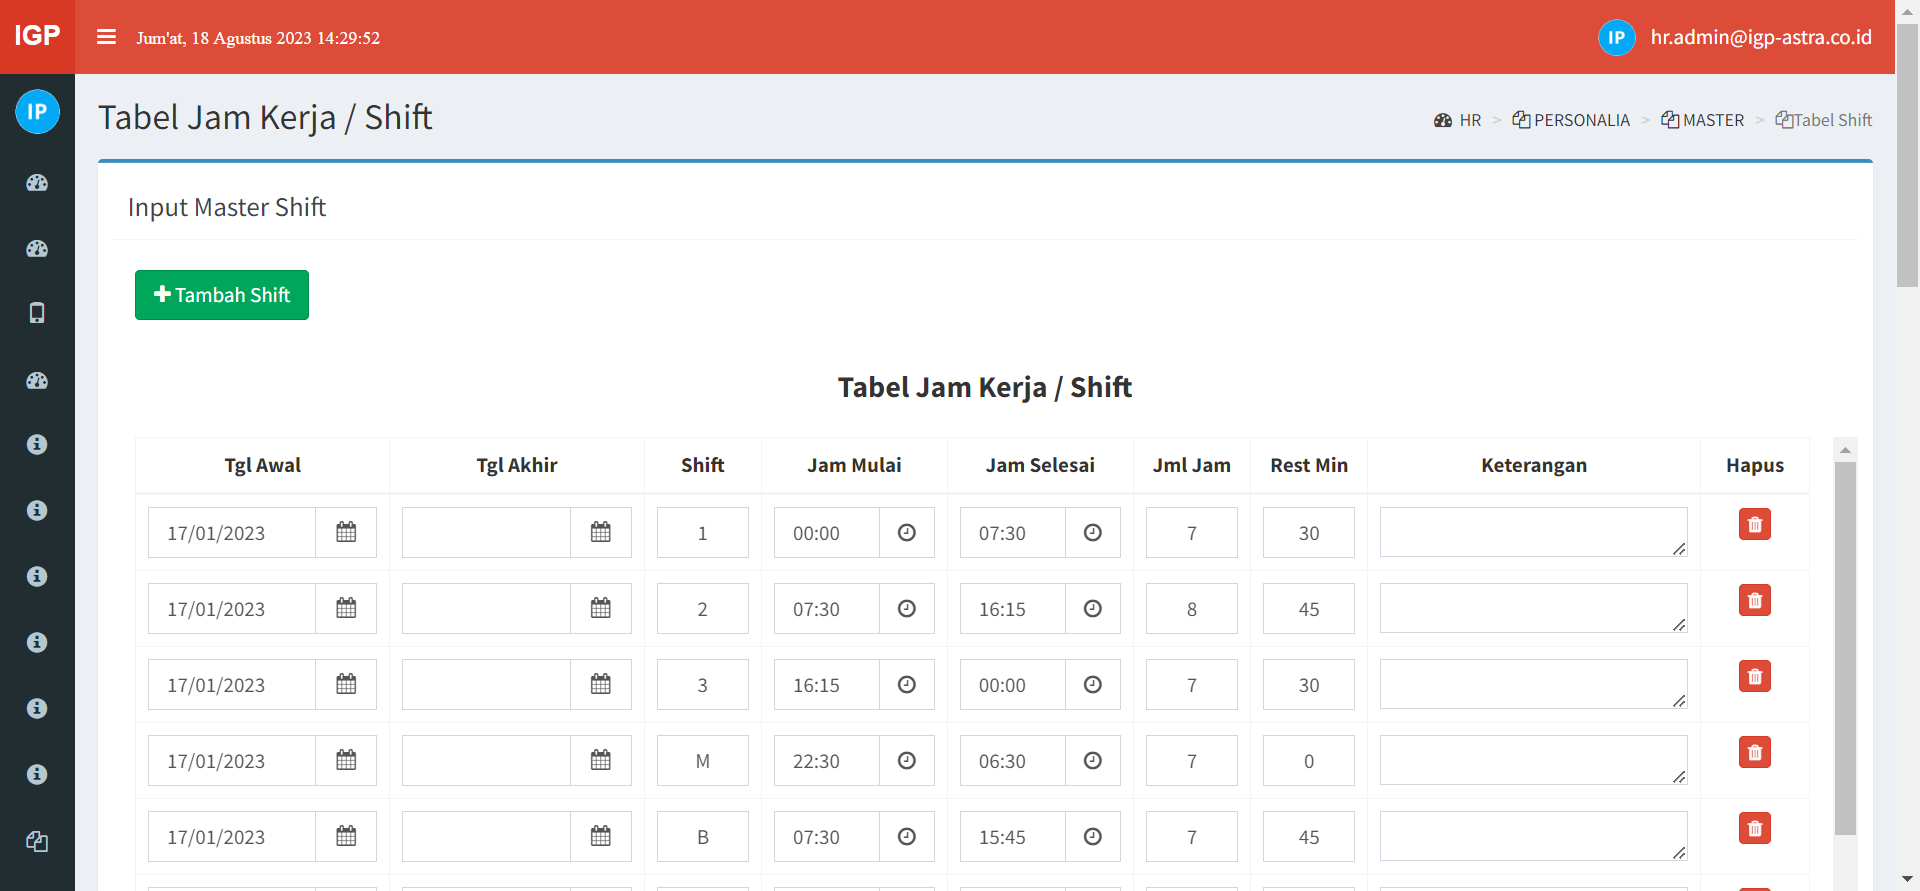 IGP
Jum'at, 18 Agustus 2023 14:29:52
IP hr.admin@igp-astra.co.id
IP
Tabel Jam Kerja / Shift
HR > PERSONALIA > MASTER > Tabel Shift
Input Master Shift
Tambah Shift
Tabel Jam Kerja / Shift
Tgl Awal Tgl Akhir Shift Jam Mulai Jam Selesai Jml Jam Rest Min Keterangan Hapus
17/01/2023 1 00:00 07:30 7 30
17/01/2023 2 07:30 16:15 8 45
17/01/2023 3 16:15 00:00 7 30
17/01/2023 M 22:30 06:30 7 0
17/01/2023 B 07:30 15:45 7 45